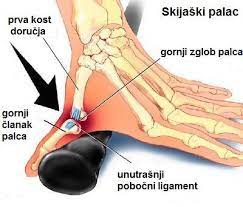 Skijaški palac
prva kost
doručja
gornji zglob palca
gornji
članak
palca
unutrašnji
pobočni ligament